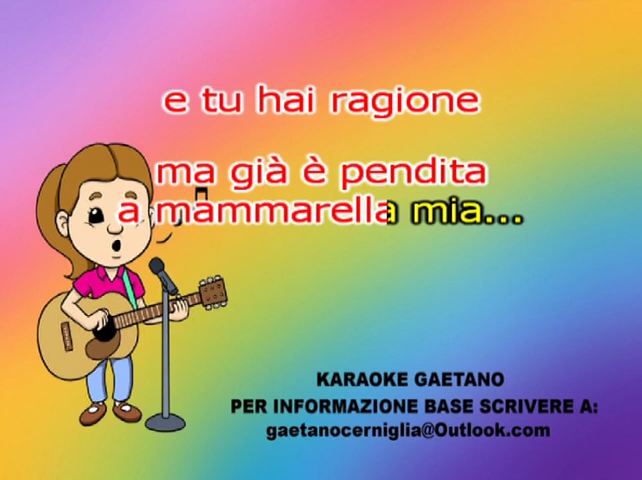 e tu hai ragione
ma già è pendita
a mammarella mia...
KARAOKE GAETANO
PER INFORMAZIONE BASE SCRIVERE A:
gaetanocerniglia@Outlook.com